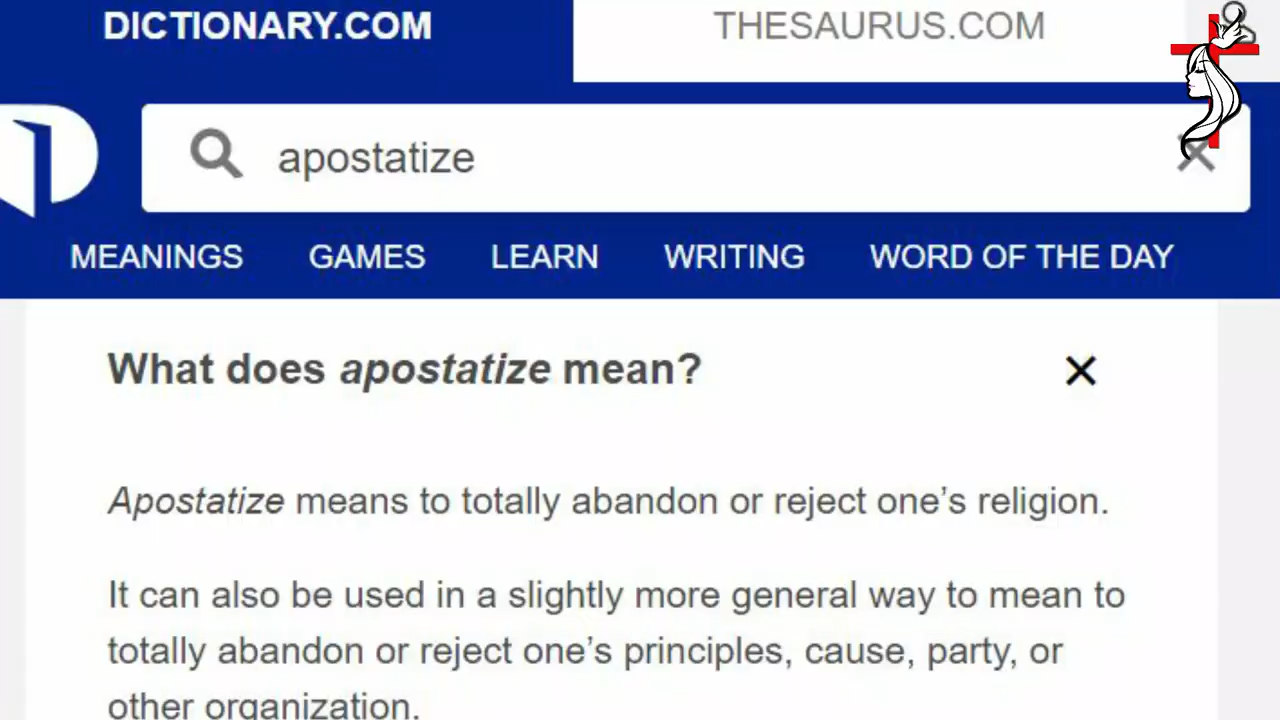 DICTIONARY.COM THESAURUS.COM
apostatize
MEANINGS GAMES LEARN WRITING WORD OF THE DAY
What does apostatize mean?
Apostatize means to totally abandon or reject one’s religion.
It can also be used in a slightly more general way to mean to
totally abandon or reject one’s principles, cause, party, or
other organization.